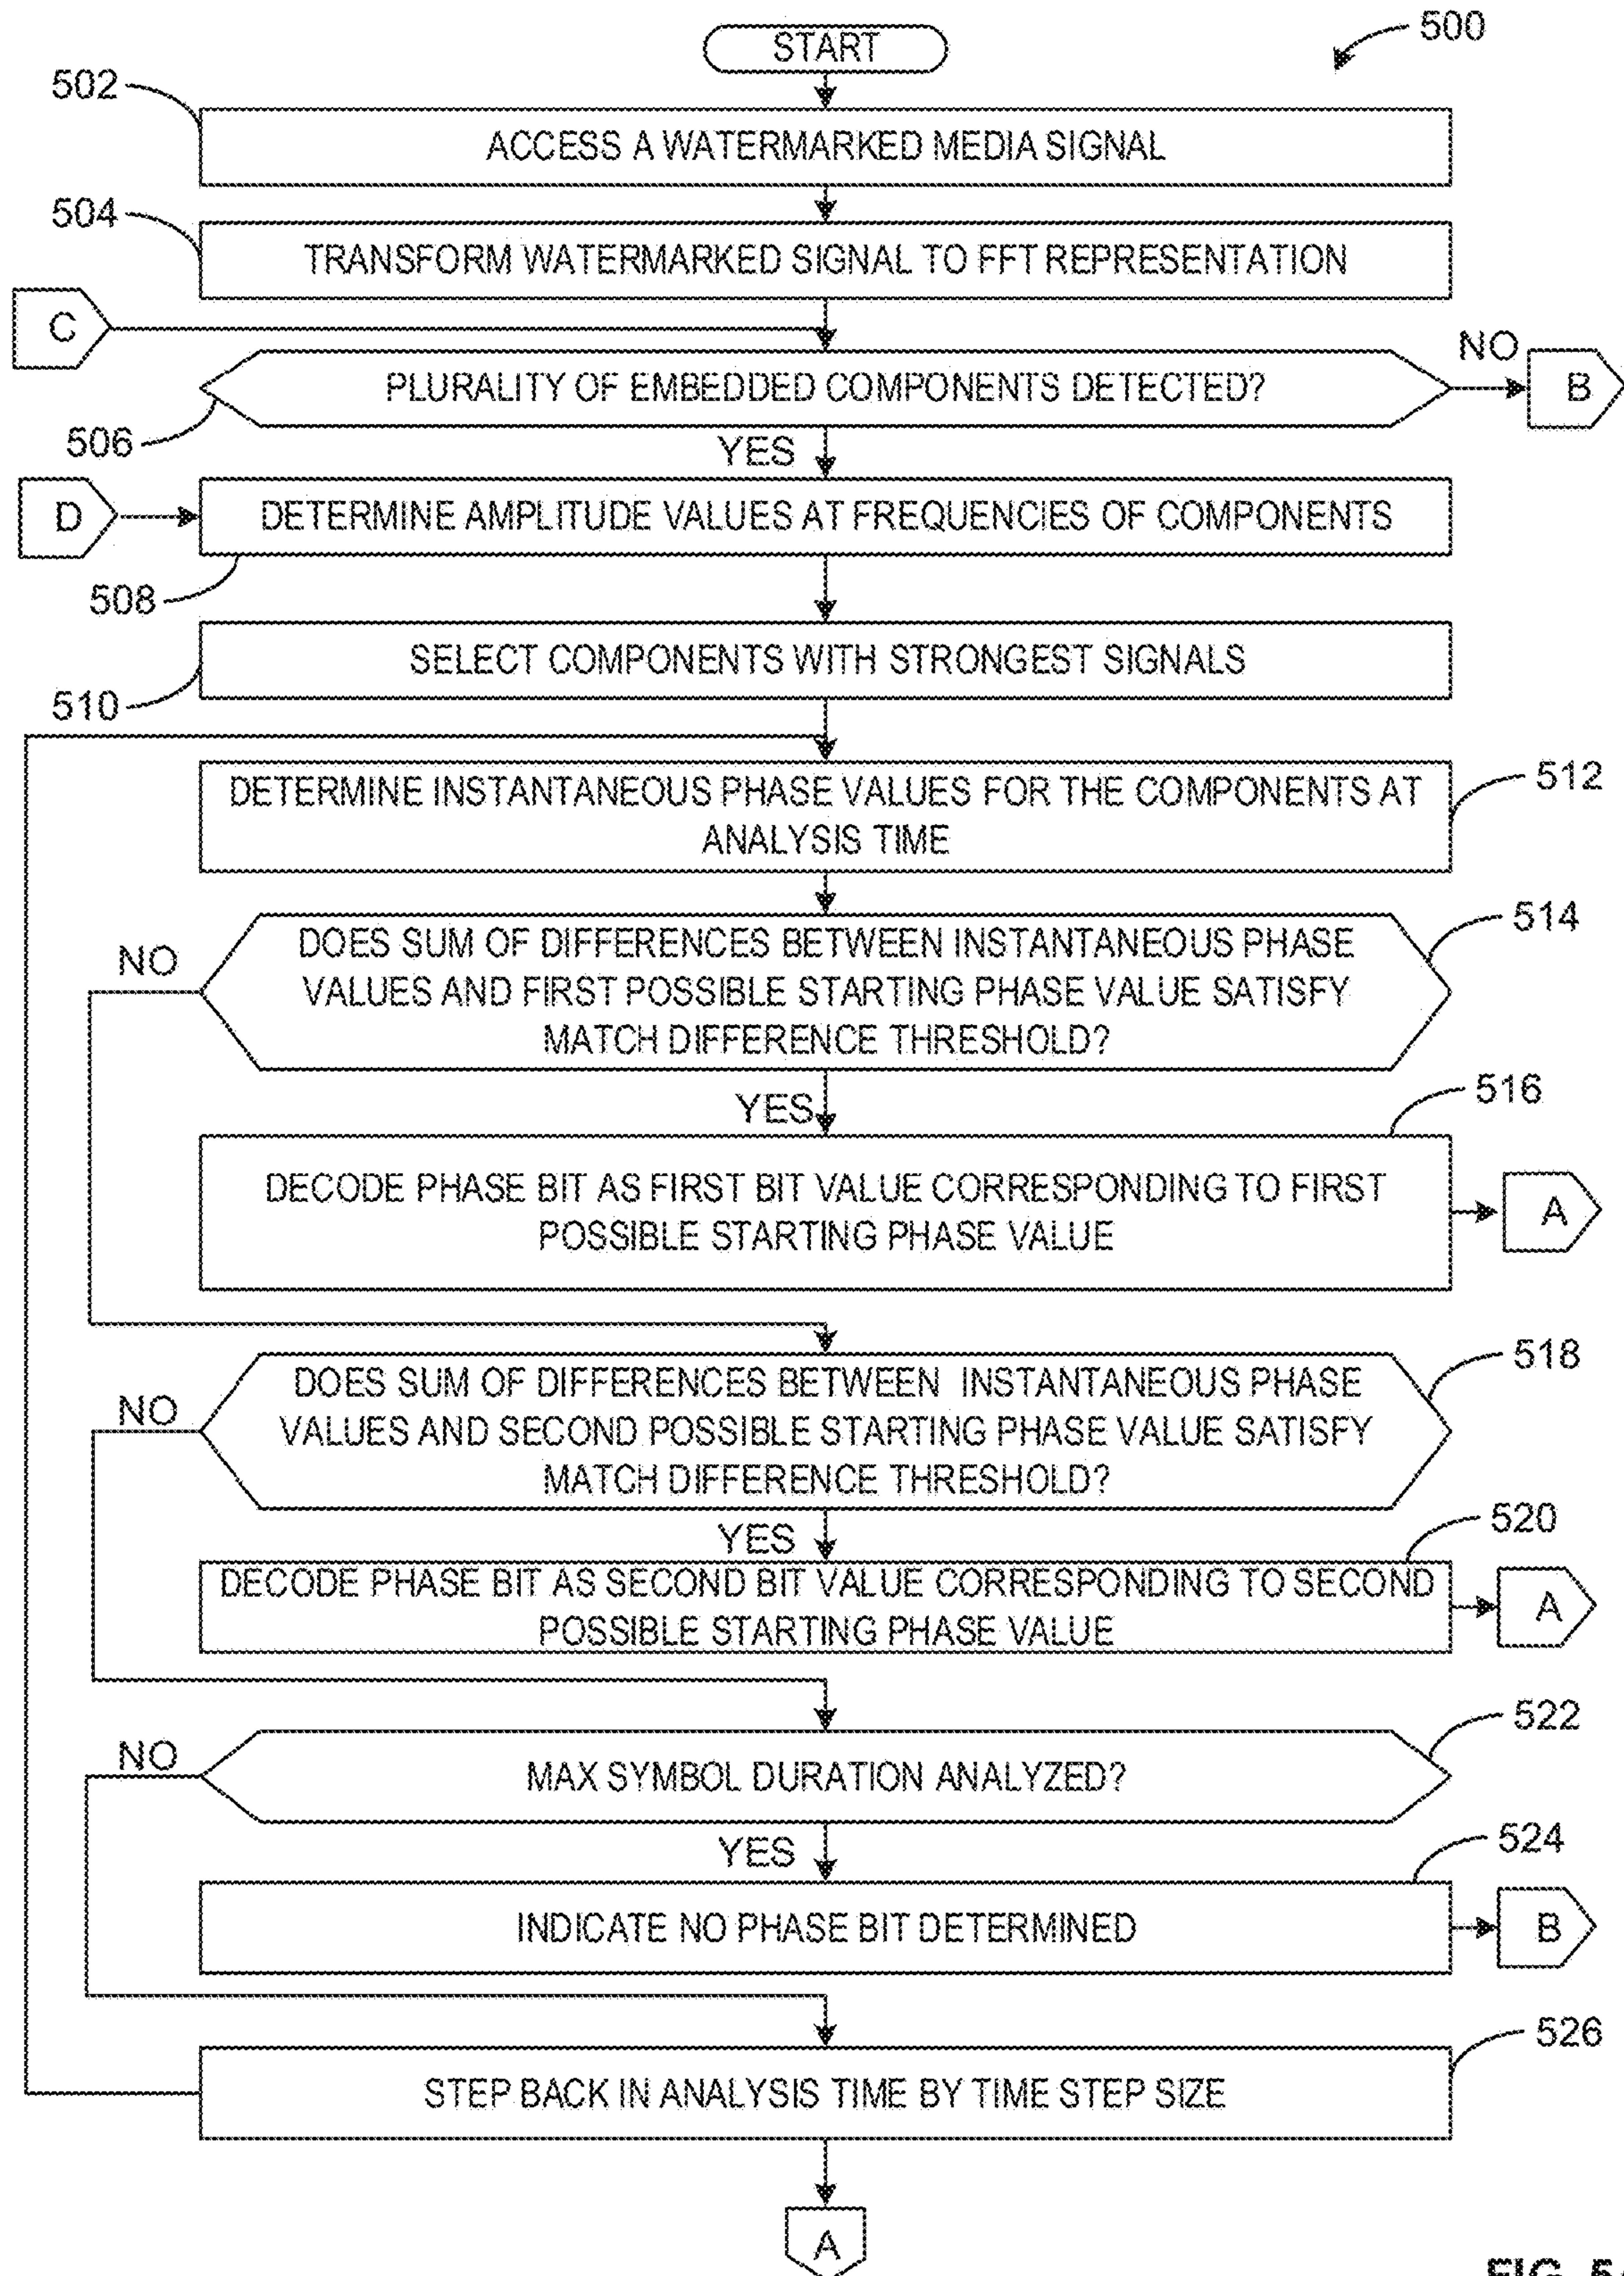 START
500
502
ACCESS A WATERMARKED MEDIA SIGNAL
504
TRANSFORM WATERMARKED SIGNAL TO FFT REPRESENTATION
C
PLURALITY OF EMBEDDED COMPONENTS DETECTED?
NO
B
506
YES
D
DETERMINE AMPLITUDE VALUES AT FREQUENCIES OF COMPONENTS
508
SELECT COMPONENTS WITH STRONGEST SIGNALS
510
DETERMINE INSTANTANEOUS PHASE VALUES FOR THE COMPONENTS AT
ANALYSIS TIME
512
NO
DOES SUM OF DIFFERENCES BETWEEN INSTANTANEOUS PHASE
VALUES AND FIRST POSSIBLE STARTING PHASE VALUE SATISFY
MATCH DIFFERENCE THRESHOLD?
514
YES
516
DECODE PHASE BIT AS FIRST BIT VALUE CORRESPONDING TO FIRST
POSSIBLE STARTING PHASE VALUE
A
NO
DOES SUM OF DIFFERENCES BETWEEN INSTANTANEOUS PHASE
VALUES AND SECOND POSSIBLE STARTING PHASE VALUE SATISFY
MATCH DIFFERENCE THRESHOLD?
518
YES
520
DECODE PHASE BIT AS SECOND BIT VALUE CORRESPONDING TO SECOND
POSSIBLE STARTING PHASE VALUE
A
NO
MAX SYMBOL DURATION ANALYZED?
522
YES
524
INDICATE NO PHASE BIT DETERMINED
B
526
STEP BACK IN ANALYSIS TIME BY TIME STEP SIZE
A